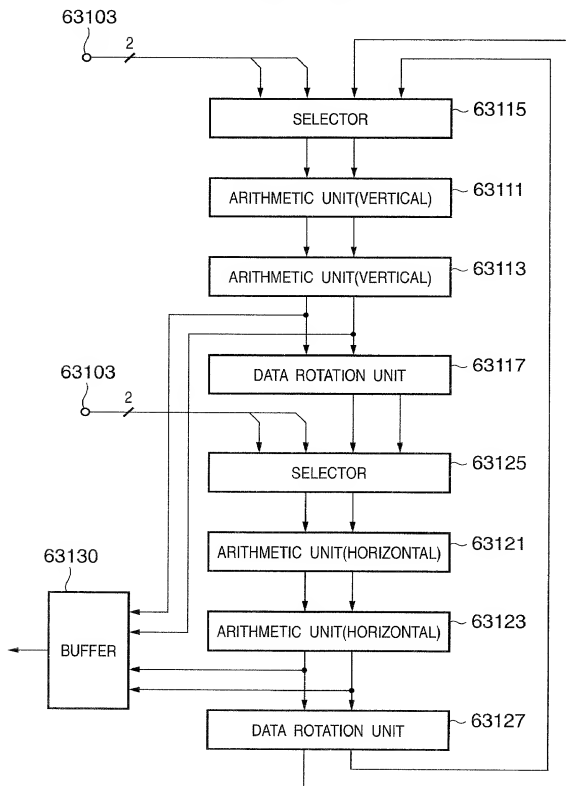 63103
2
SELECTOR
63115
ARITHMETIC UNIT(VERTICAL)
63111
ARITHMETIC UNIT(VERTICAL)
63113
DATA ROTATION UNIT
63117
63103
2
SELECTOR
63125
ARITHMETIC UNIT(HORIZONTAL)
63121
63130
BUFFER
ARITHMETIC UNIT(HORIZONTAL)
63123
DATA ROTATION UNIT
63127